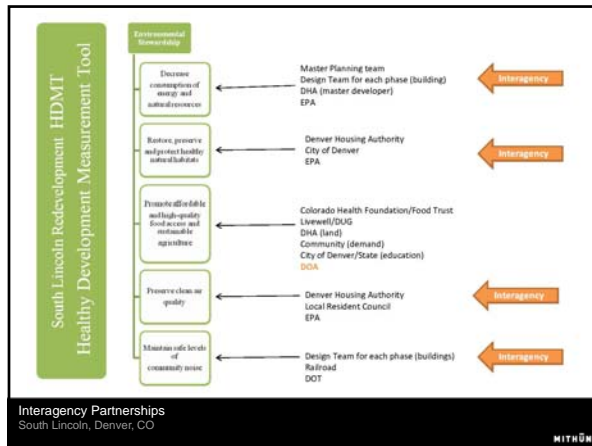 South Lincoln Redevelopment HDMT
Healthy Development Measurement Tool
Environmental
Stewardship
Decrease
consumption of
energy and
natural resources
Master Planning team
Design Team for each phase (building)
DHA (master developer)
EPA
Interagency
Restore, preserve
and protect healthy
natural habitats
Denver Housing Authority
City of Denver
EPA
Interagency
Promote affordable
and high-quality
food access and
sustainable
agriculture
Colorado Health Foundation/Food Trust
Livewell/DUG
DHA (land)
Community (demand)
City of Denver/State (education)
DOA
Preserve clean air
quality
Denver Housing Authority
Local Resident Council
EPA
Interagency
Maintain safe levels
of
community noise
Design Team for each phase (buildings)
Railroad
DOT
Interagency
Interagency Partnerships
South Lincoln, Denver, CO
MITHŪN